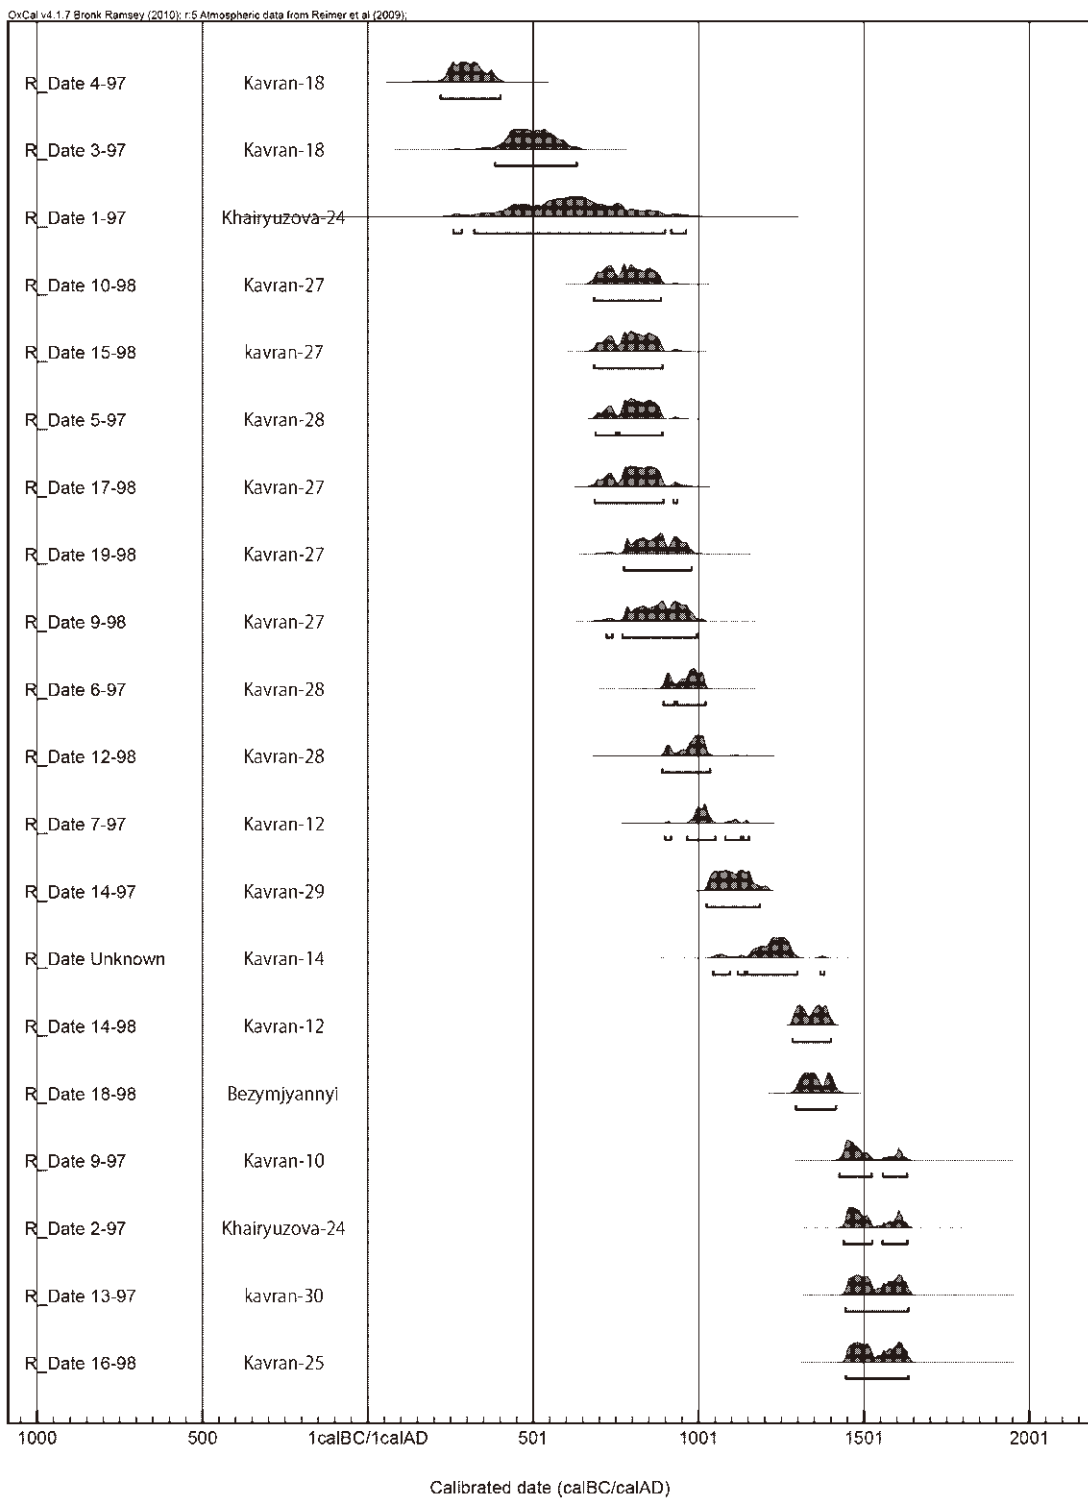 OxCal v4.1.7 Bronk Ramsey (2010); r:5 Atmospheric data from Reimer et al (2009);
R_Date 4-97 Kavran-18
R_Date 3-97 Kavran-18
R_Date 1-97 Khairyuzova-24
R_Date 10-98 Kavran-27
R_Date 15-98 kavran-27
R_Date 5-97 Kavran-28
R_Date 17-98 Kavran-27
R_Date 19-98 Kavran-27
R_Date 9-98 Kavran-27
R_Date 6-97 Kavran-28
R_Date 12-98 Kavran-28
R_Date 7-97 Kavran-12
R_Date 14-97 Kavran-29
R_Date Unknown Kavran-14
R_Date 14-98 Kavran-12
R_Date 18-98 Bezymjyannyi
R_Date 9-97 Kavran-10
R_Date 2-97 Khairyuzova-24
R_Date 13-97 kavran-30
R_Date 16-98 Kavran-25
1000 500 1calBC/1calAD 501 1001 1501 2001
Calibrated date (calBC/calAD)